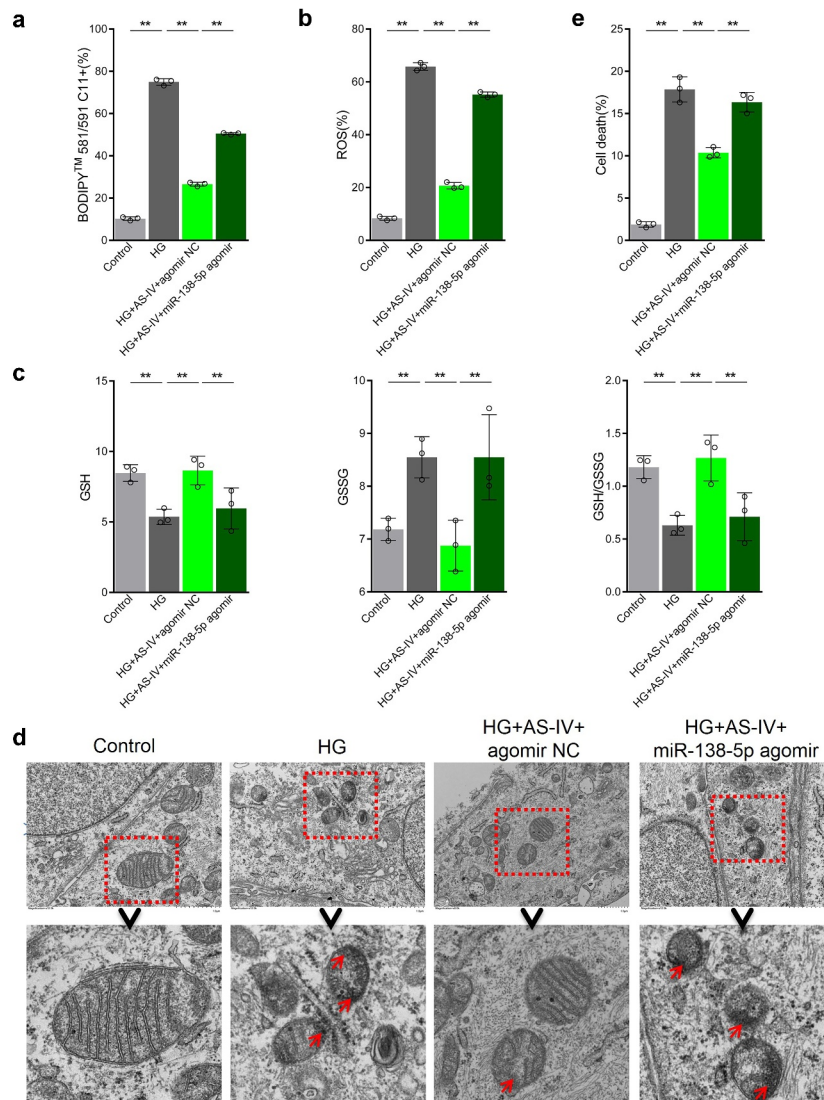 a
BODIPY™ 581/591 C11+(%)
100
80
60
40
20
0
** ** **
Control
HG
HG+AS-IV+agomir NC
HG+AS-IV+miR-138-5p agomir
b
ROS(%)
80
60
40
20
0
** ** **
Control
HG
HG+AS-IV+agomir NC
HG+AS-IV+miR-138-5p agomir
e
Cell death(%)
25
20
15
10
5
0
** ** **
Control
HG
HG+AS-IV+agomir NC
HG+AS-IV+miR-138-5p agomir
c
GSH
15
10
5
0
** ** **
Control
HG
HG+AS-IV+agomir NC
HG+AS-IV+miR-138-5p agomir
GSSG
10
9
8
7
6
** ** **
Control
HG
HG+AS-IV+agomir NC
HG+AS-IV+miR-138-5p agomir
GSH/GSSG
2.0
1.5
1.0
0.5
0.0
** ** **
Control
HG
HG+AS-IV+agomir NC
HG+AS-IV+miR-138-5p agomir
d
Control
HG
HG+AS-IV+
agomir NC
HG+AS-IV+
miR-138-5p agomir